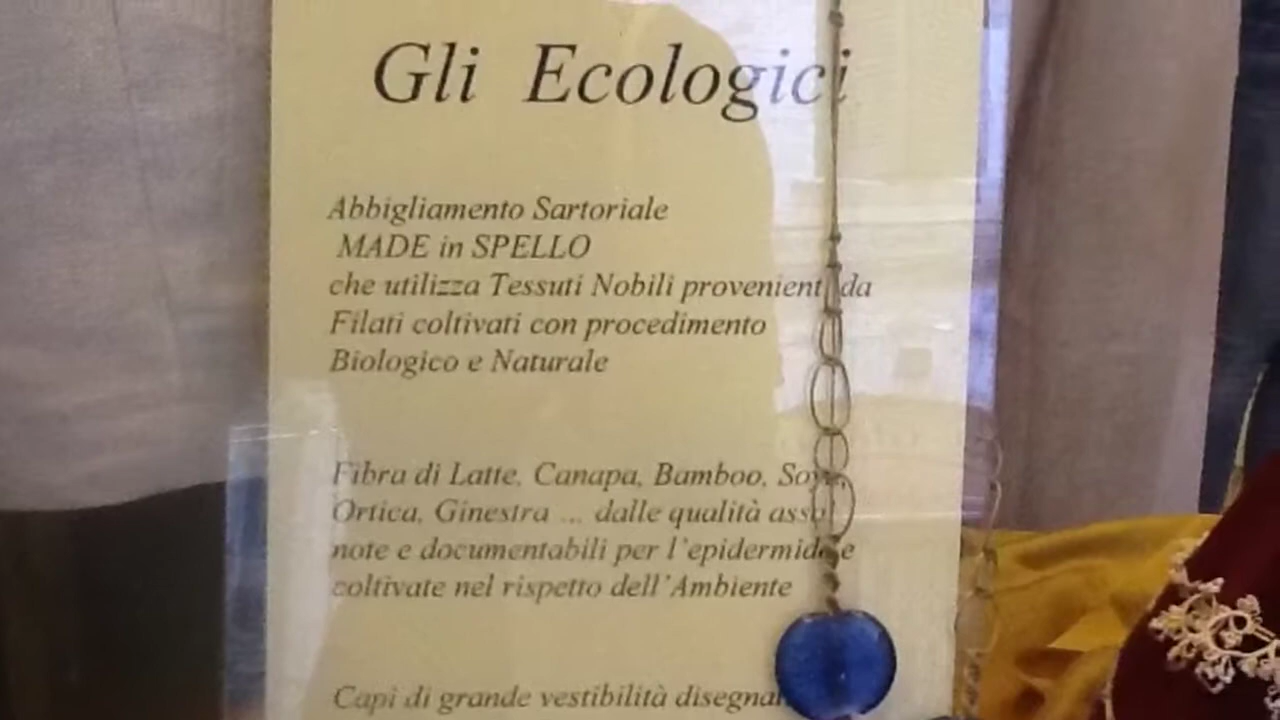 Gli Ecologici
Abbigliamento Sartoriale
MADE in SPELLO
che utilizza Tessuti Nobili provenienti da
Filati coltivati con procedimento
Biologico e Naturale
Fibra di Latte, Canapa, Bamboo,
Ortica, Ginestra ... dalle qualità
note e documentabili per l'epidermide e
coltivate nel rispetto dell'Ambiente
Capi di grande vestibilità